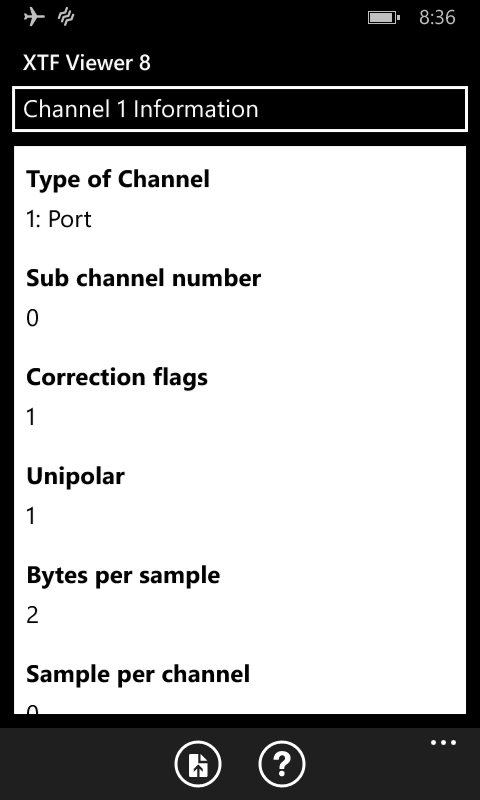 8:36
XTF Viewer 8
Channel 1 Information
Type of Channel
1: Port
Sub channel number
0
Correction flags
1
Unipolar
1
Bytes per sample
2
Sample per channel
0